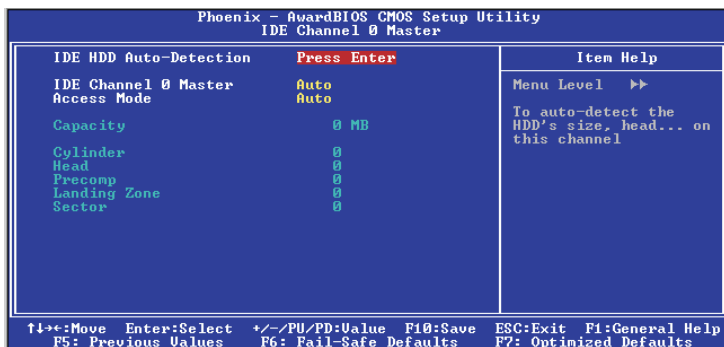 Phoenix - AwardBIOS CMOS Setup Utility
IDE Channel 0 Master
IDE HDD Auto-Detection Press Enter
IDE Channel 0 Master Auto
Access Mode Auto
Capacity 0 MB
Cylinder 0
Head 0
Precomp 0
Landing Zone 0
Sector 0
Item Help
Menu Level ►►
To auto-detect the
HDD's size, head... on
this channel
↑↓→←:Move Enter:Select +/-/PU/PD:Value F10:Save ESC:Exit F1:General Help
F5: Previous Values F6: Fail-Safe Defaults F7: Optimized Defaults